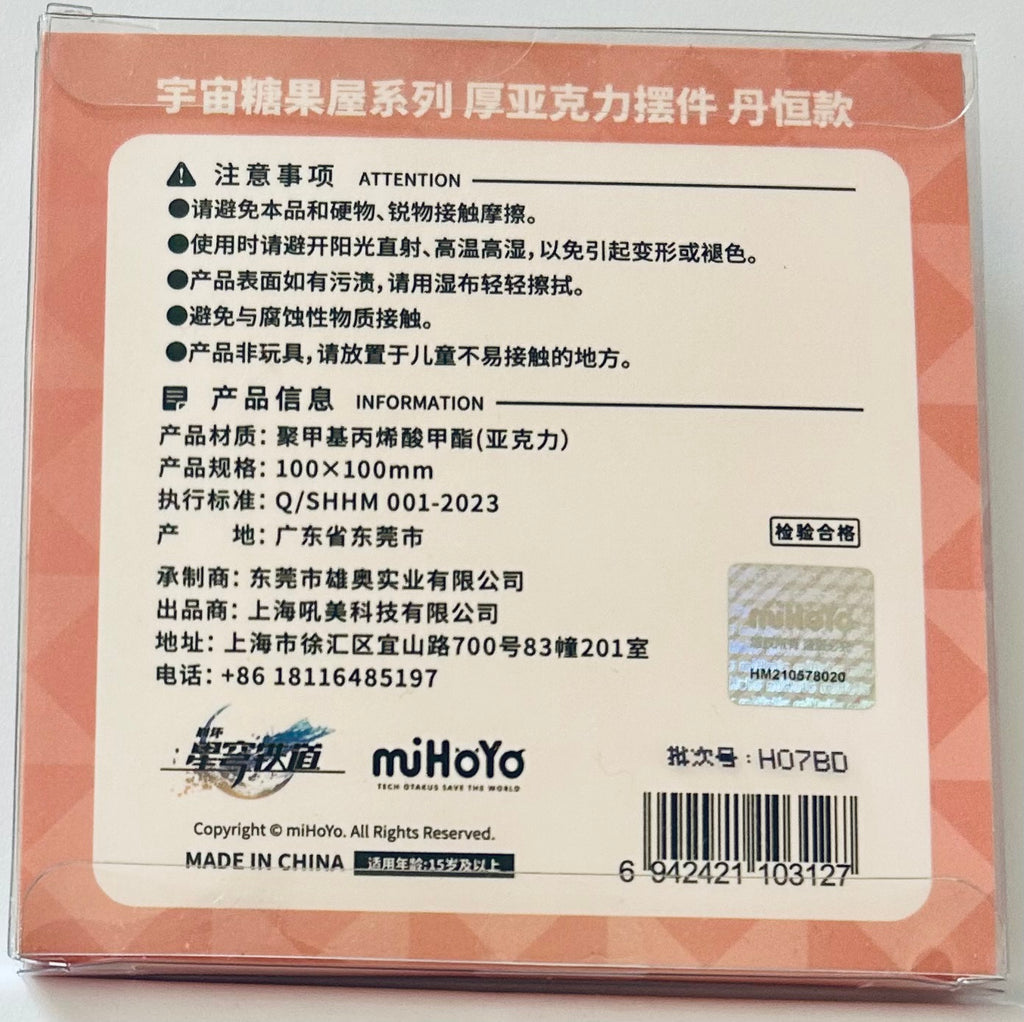 宇宙糖果屋系列 厚亚克力摆件 丹恒款
注意事项 ATTENTION
●请避免本品和硬物、锐物接触摩擦。
●使用时请避开阳光直射、高温高湿，以免引起变形或褪色。
●产品表面如有污渍，请用湿布轻轻擦拭。
●避免与腐蚀性物质接触。
●产品非玩具，请放置于儿童不易接触的地方。
产品信息 INFORMATION
产品材质：聚甲基丙烯酸甲酯(亚克力)
产品规格：100×100mm
执行标准：Q/SHHM 001-2023
产 地：广东省东莞市
检验合格
承制商：东莞市雄奥实业有限公司
出品商：上海吼美科技有限公司
地址：上海市徐汇区宜山路700号83幢201室
电话：+86 18116485197
miHoYo
HM210578020
崩坏
星穹铁道
miHoYo
TECH OTAKUS SAVE THE WORLD
批次号：H07BD
Copyright © miHoYo. All Rights Reserved.
MADE IN CHINA 适用年龄:15岁及以上
6 942421 103127